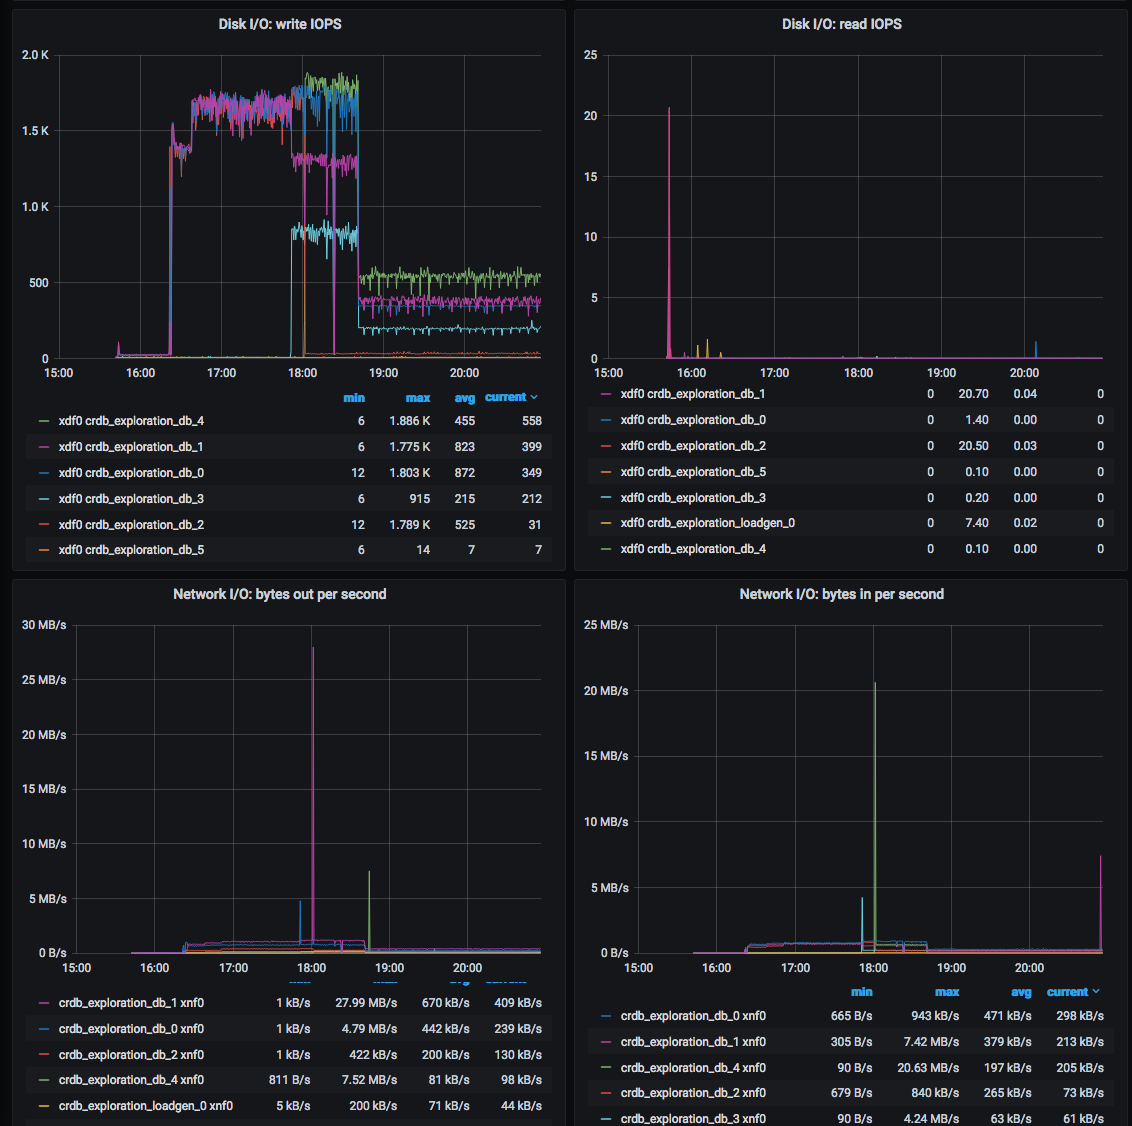 Disk I/O: write IOPS
2.0 K
1.5 K
1.0 K
500
0
15:00 16:00 17:00 18:00 19:00 20:00
min max avg current
xdf0 crdb_exploration_db_4 6 1.886 K 455 558
xdf0 crdb_exploration_db_1 6 1.775 K 823 399
xdf0 crdb_exploration_db_0 12 1.803 K 872 349
xdf0 crdb_exploration_db_3 6 915 215 212
xdf0 crdb_exploration_db_2 12 1.789 K 525 31
xdf0 crdb_exploration_db_5 6 14 7 7
Disk I/O: read IOPS
25
20
15
10
5
0
15:00 16:00 17:00 18:00 19:00 20:00
xdf0 crdb_exploration_db_1 0 20.70 0.04 0
xdf0 crdb_exploration_db_0 0 1.40 0.00 0
xdf0 crdb_exploration_db_2 0 20.50 0.03 0
xdf0 crdb_exploration_db_5 0 0.10 0.00 0
xdf0 crdb_exploration_db_3 0 0.20 0.00 0
xdf0 crdb_exploration_loadgen_0 0 7.40 0.02 0
xdf0 crdb_exploration_db_4 0 0.10 0.00 0
Network I/O: bytes out per second
30 MB/s
25 MB/s
20 MB/s
15 MB/s
10 MB/s
5 MB/s
0 B/s
15:00 16:00 17:00 18:00 19:00 20:00
crdb_exploration_db_1 xnf0 1 kB/s 27.99 MB/s 670 kB/s 409 kB/s
crdb_exploration_db_0 xnf0 1 kB/s 4.79 MB/s 442 kB/s 239 kB/s
crdb_exploration_db_2 xnf0 1 kB/s 422 kB/s 200 kB/s 130 kB/s
crdb_exploration_db_4 xnf0 811 B/s 7.52 MB/s 81 kB/s 98 kB/s
crdb_exploration_loadgen_0 xnf0 5 kB/s 200 kB/s 71 kB/s 44 kB/s
Network I/O: bytes in per second
25 MB/s
20 MB/s
15 MB/s
10 MB/s
5 MB/s
0 B/s
15:00 16:00 17:00 18:00 19:00 20:00
min max avg current
crdb_exploration_db_0 xnf0 665 B/s 943 kB/s 471 kB/s 298 kB/s
crdb_exploration_db_1 xnf0 305 B/s 7.42 MB/s 379 kB/s 213 kB/s
crdb_exploration_db_4 xnf0 90 B/s 20.63 MB/s 197 kB/s 205 kB/s
crdb_exploration_db_2 xnf0 679 B/s 840 kB/s 265 kB/s 73 kB/s
crdb_exploration_db_3 xnf0 90 B/s 4.24 MB/s 63 kB/s 61 kB/s